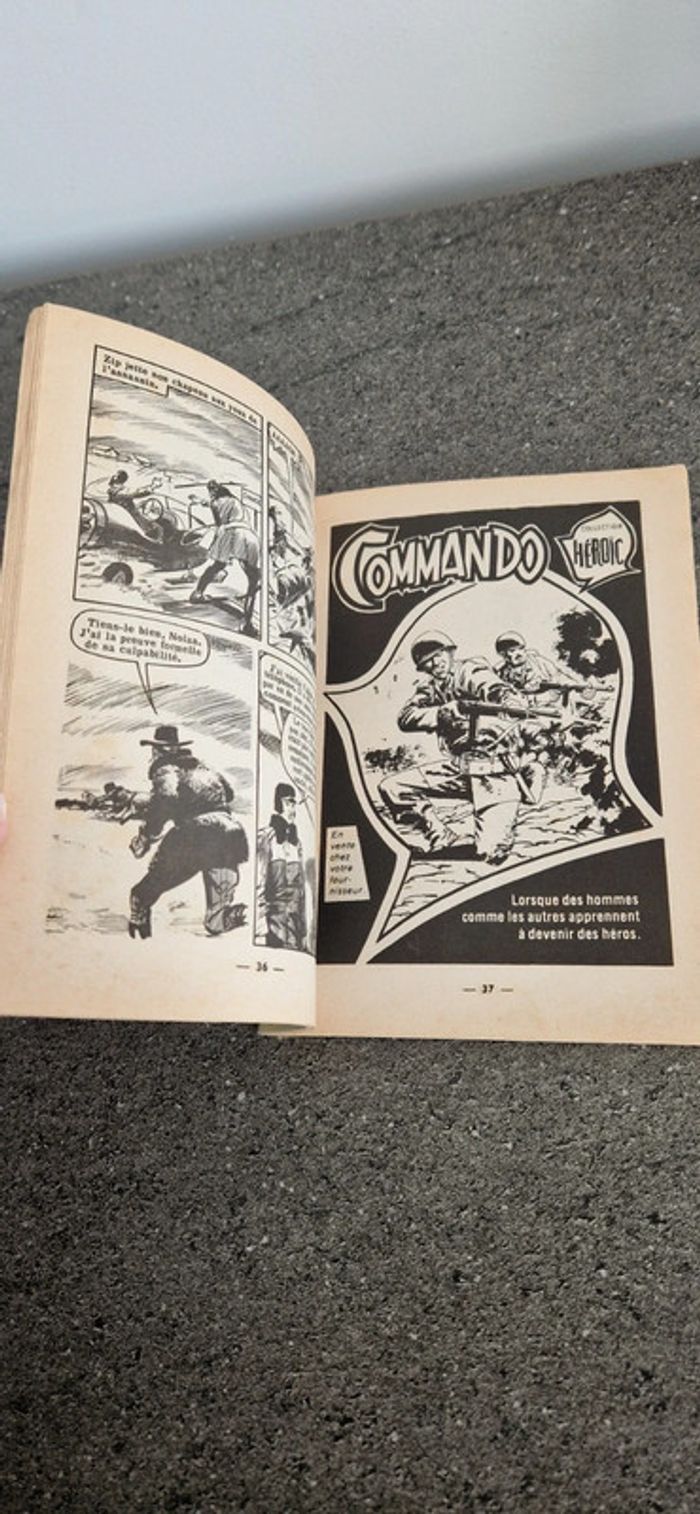 Zip jette son chapeau aux yeux de
l'assassin.
Tiens-le bien, Nolan.
J'ai la preuve formelle
de sa culpabilité.
— 36 —
COMMANDO
COLLECTION
HÉROIC
En
vente
chez
votre
four-
nisseur.
Lorsque des hommes
comme les autres apprennent
à devenir des héros.
— 37 —